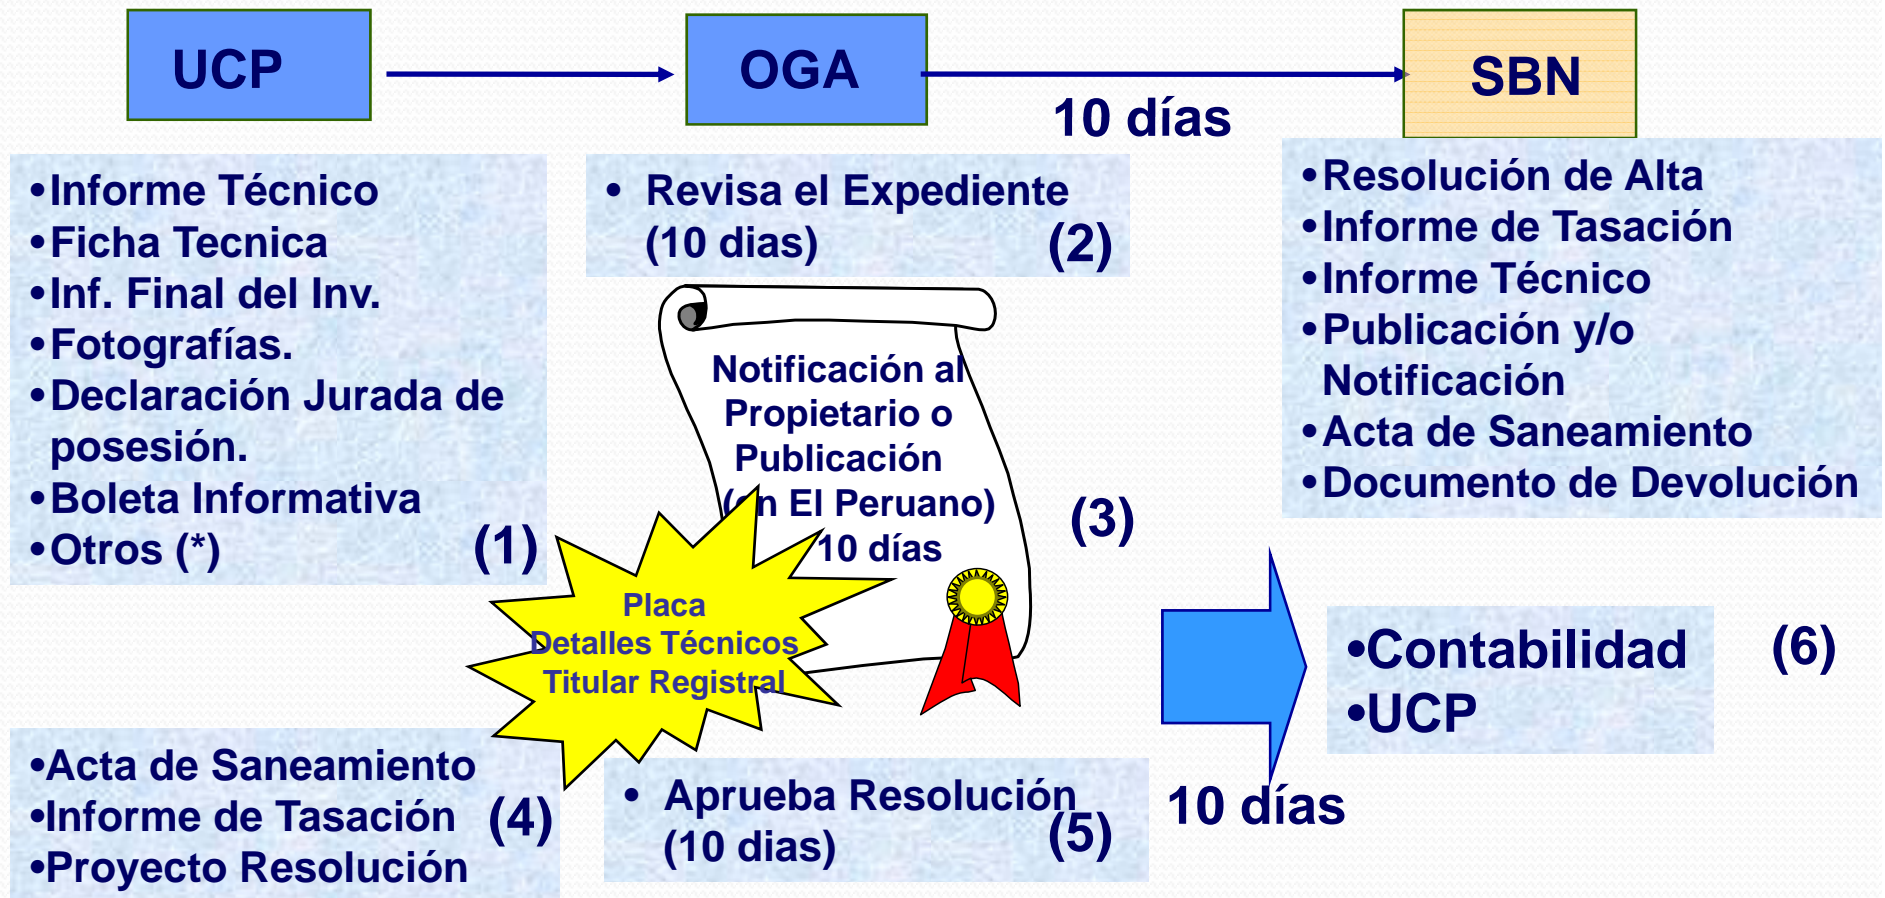 UCP
OGA
SBN
10 días
•Informe Técnico
•Ficha Tecnica
•Inf. Final del Inv.
•Fotografías.
•Declaración Jurada de
posesión.
•Boleta Informativa
•Otros (*)
(1)
• Revisa el Expediente
(10 dias)
(2)
Notificación al
Propietario o
Publicación
(en El Peruano)
10 días
(3)
Placa
Detalles Técnicos
Titular Registral
•Resolución de Alta
•Informe de Tasación
•Informe Técnico
•Publicación y/o
Notificación
•Acta de Saneamiento
•Documento de Devolución
•Acta de Saneamiento
•Informe de Tasación
•Proyecto Resolución
(4)
• Aprueba Resolución
(10 dias)
(5)
10 días
•Contabilidad
•UCP
(6)